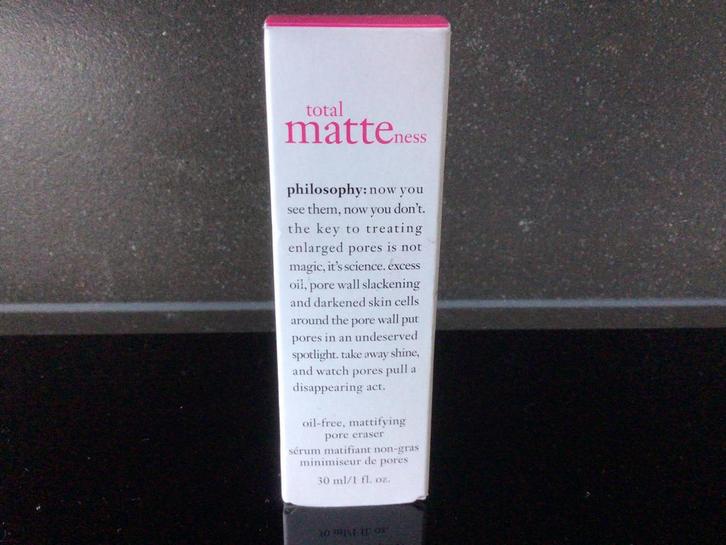 total
matteness
philosophy: now you
see them, now you don't.
the key to treating
enlarged pores is not
magic, it's science. excess
oil, pore wall slackening
and darkened skin cells
around the pore wall put
pores in an undeserved
spotlight. take away shine,
and watch pores pull a
disappearing act.
oil-free, mattifying
pore eraser
sérum matifiant non-gras
minimiseur de pores
30 ml/1 fl. oz.